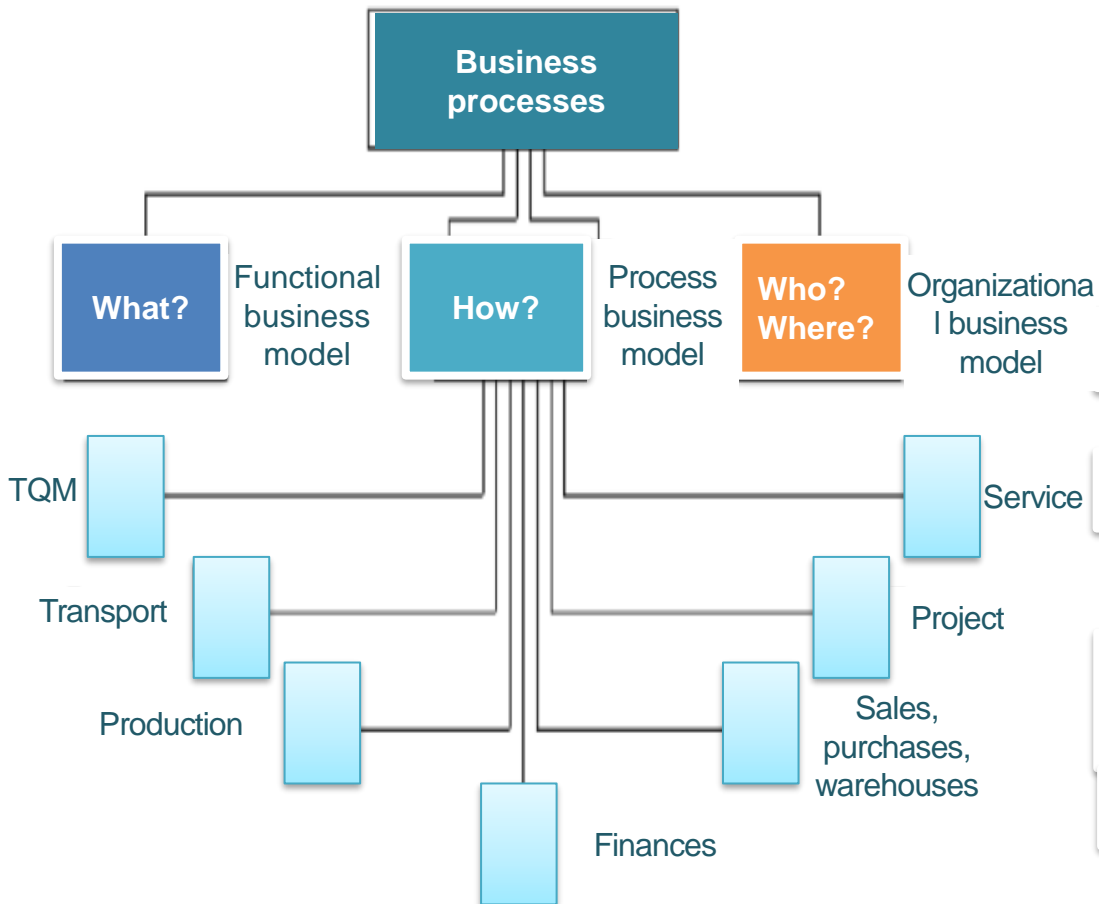 Business
processes
What?
Functional
business
model
How?
Process
business
model
Who?
Where?
Organizationa
l business
model
TQM
Service
Transport
Project
Production
Sales,
purchases,
warehouses
Finances